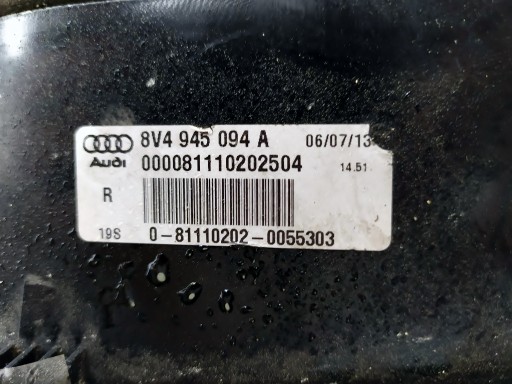 8V4 945 094 A 06/07/13
Audi 000081110202504 14.51
R
19S 0-81110202-0055303